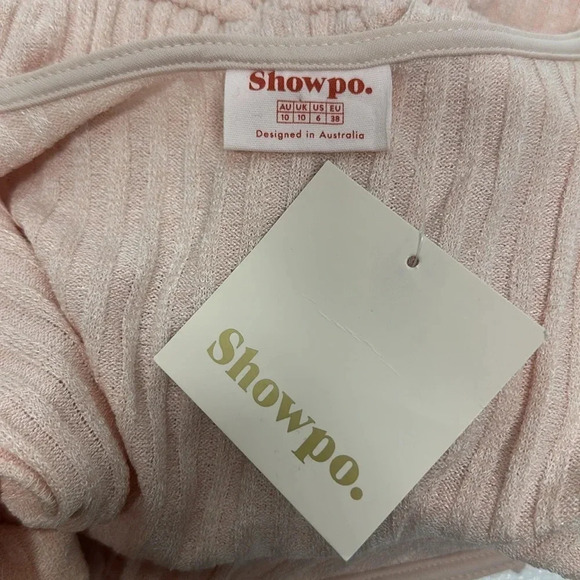 Showpo.
AU UK US EU
10 10 6 38
Designed in Australia
Showpo.